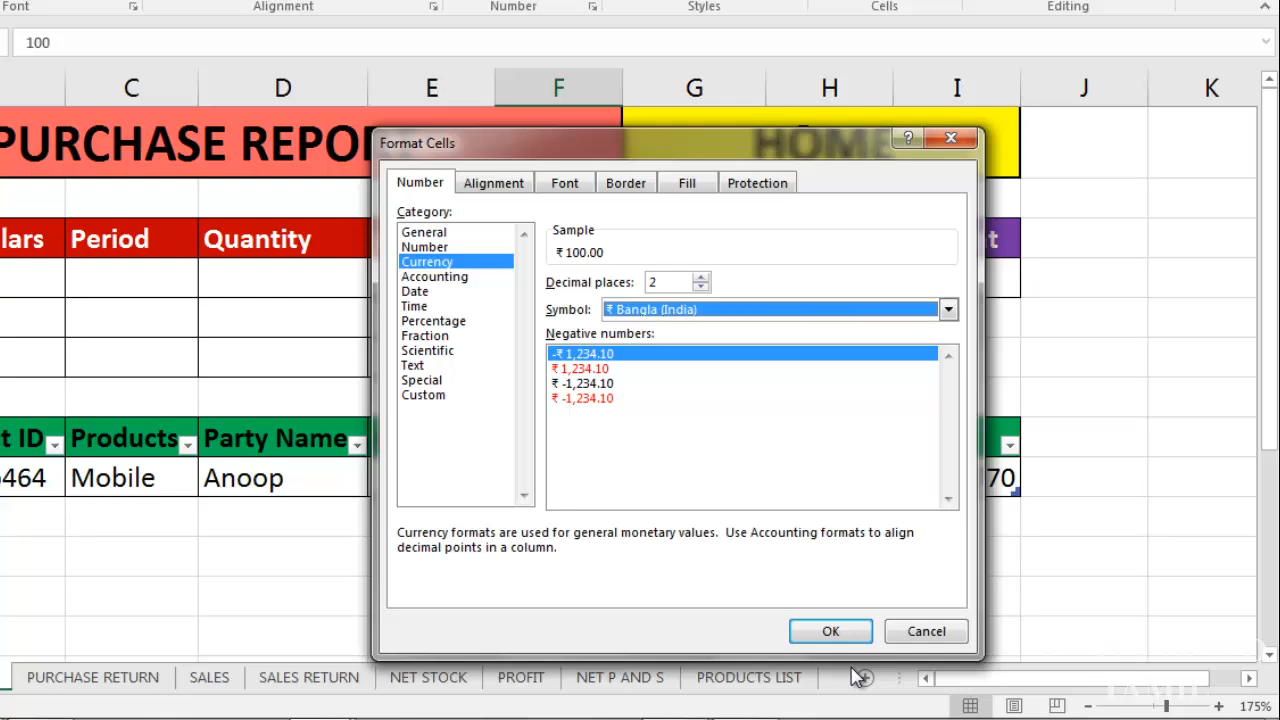 Font Alignment Number Styles Cells Editing
100
C D E F G H I J K
PURCHASE REPO HOME
Format Cells
Number Alignment Font Border Fill Protection
Category:
General
Number
Currency
Accounting
Date
Time
Percentage
Fraction
Scientific
Text
Special
Custom
Sample
₹ 100.00
Decimal places: 2
Symbol: ₹ Bangla (India)
Negative numbers:
-₹ 1,234.10
₹ 1,234.10
₹ -1,234.10
₹ -1,234.10
Currency formats are used for general monetary values. Use Accounting formats to align
decimal points in a column.
OK Cancel
lars Period Quantity t
t ID Products Party Name
464 Mobile Anoop 70
PURCHASE RETURN SALES SALES RETURN NET STOCK PROFIT NET P AND S PRODUCTS LIST
175%